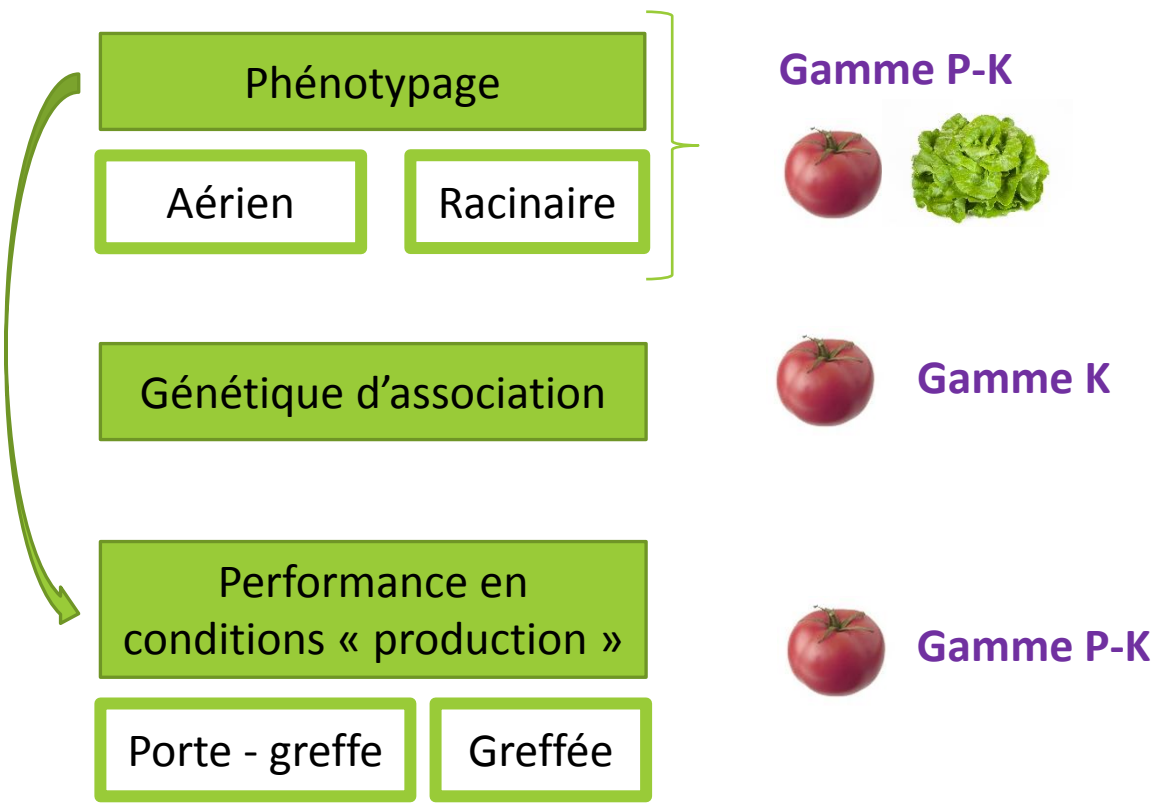 Phénotypage
Gamme P-K
Aérien
Racinaire
Génétique d’association
Gamme K
Performance en
conditions « production »
Gamme P-K
Porte - greffe
Greffée